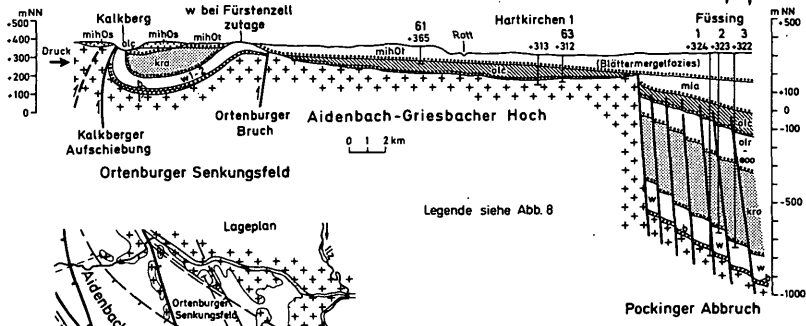 mNN
+500
+400
+300
+200
+100
0
Druck
Kalkberg
w bei Fürstenzell
zutage
mihOs
olc
mihOs
mihOt
kro
w
Kalkberger
Aufschiebung
Ortenburger
Bruch
Ortenburger Senkungsfeld
61
+365
Rott
mihOt
Hartkirchen 1
63
+313 +312
olc
Aidenbach-Griesbacher Hoch
0 1 2 km
Füssing
1 2 3
+324 +323 +322
(Blättermergelfazies)
mia
olc
olr
-
eoo
kro
w
w
w
mNN
+500
+100
0
-100
-500
-1000
Pockinger Abbruch
Legende siehe Abb. 8
Lageplan
Ortenburger
Senkungsfeld